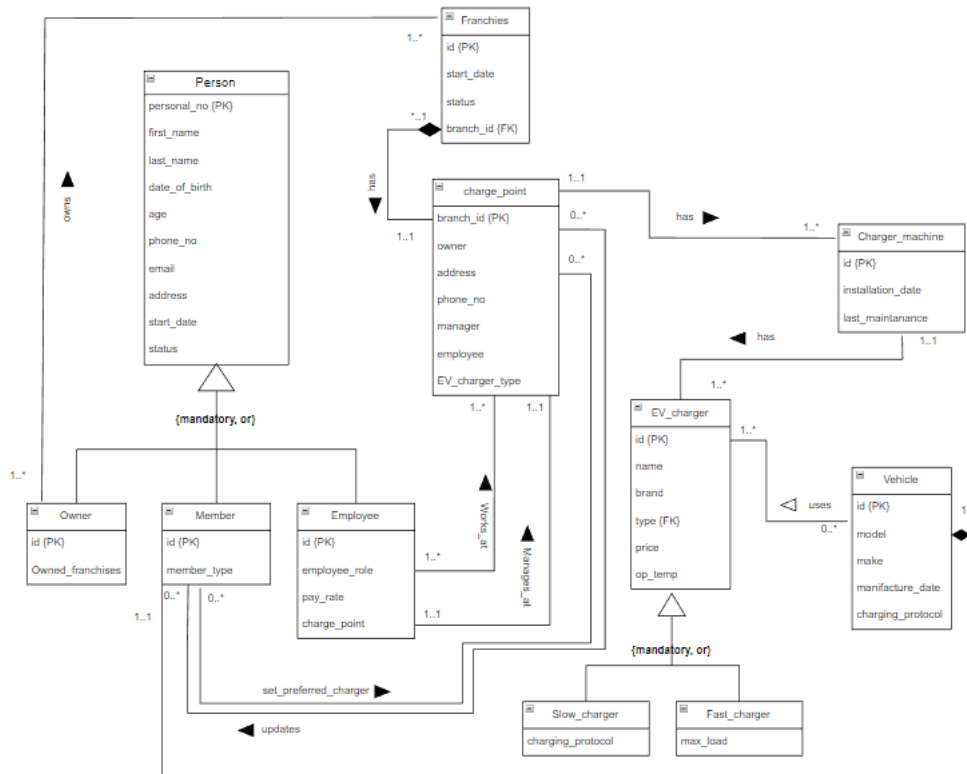 Franchies
id {PK}
start_date
status
branch_id {FK}
1..*
Person
personal_no {PK}
first_name
last_name
date_of_birth
age
phone_no
email
address
start_date
status
{mandatory, or}
owns
1..*
*..1
has
1..1
charge_point
branch_id {PK}
owner
address
phone_no
manager
employee
EV_charger_type
1..1
0..*
0..*
has
1..*
Charger_machine
id {PK}
installation_date
last_maintanance
1..1
has
1..*
1..*
1..1
EV_charger
id {PK}
name
brand
type {FK}
price
op_temp
1..*
uses
0..*
Vehicle
id {PK}
model
make
manifacture_date
charging_protocol
1
Owner
id {PK}
Owned_franchises
Member
id {PK}
member_type
0..*
0..*
1..1
Employee
id {PK}
employee_role
pay_rate
charge_point
1..*
1..1
Works_at
Manages_at
{mandatory, or}
set_preferred_charger
updates
Slow_charger
charging_protocol
Fast_charger
max_load